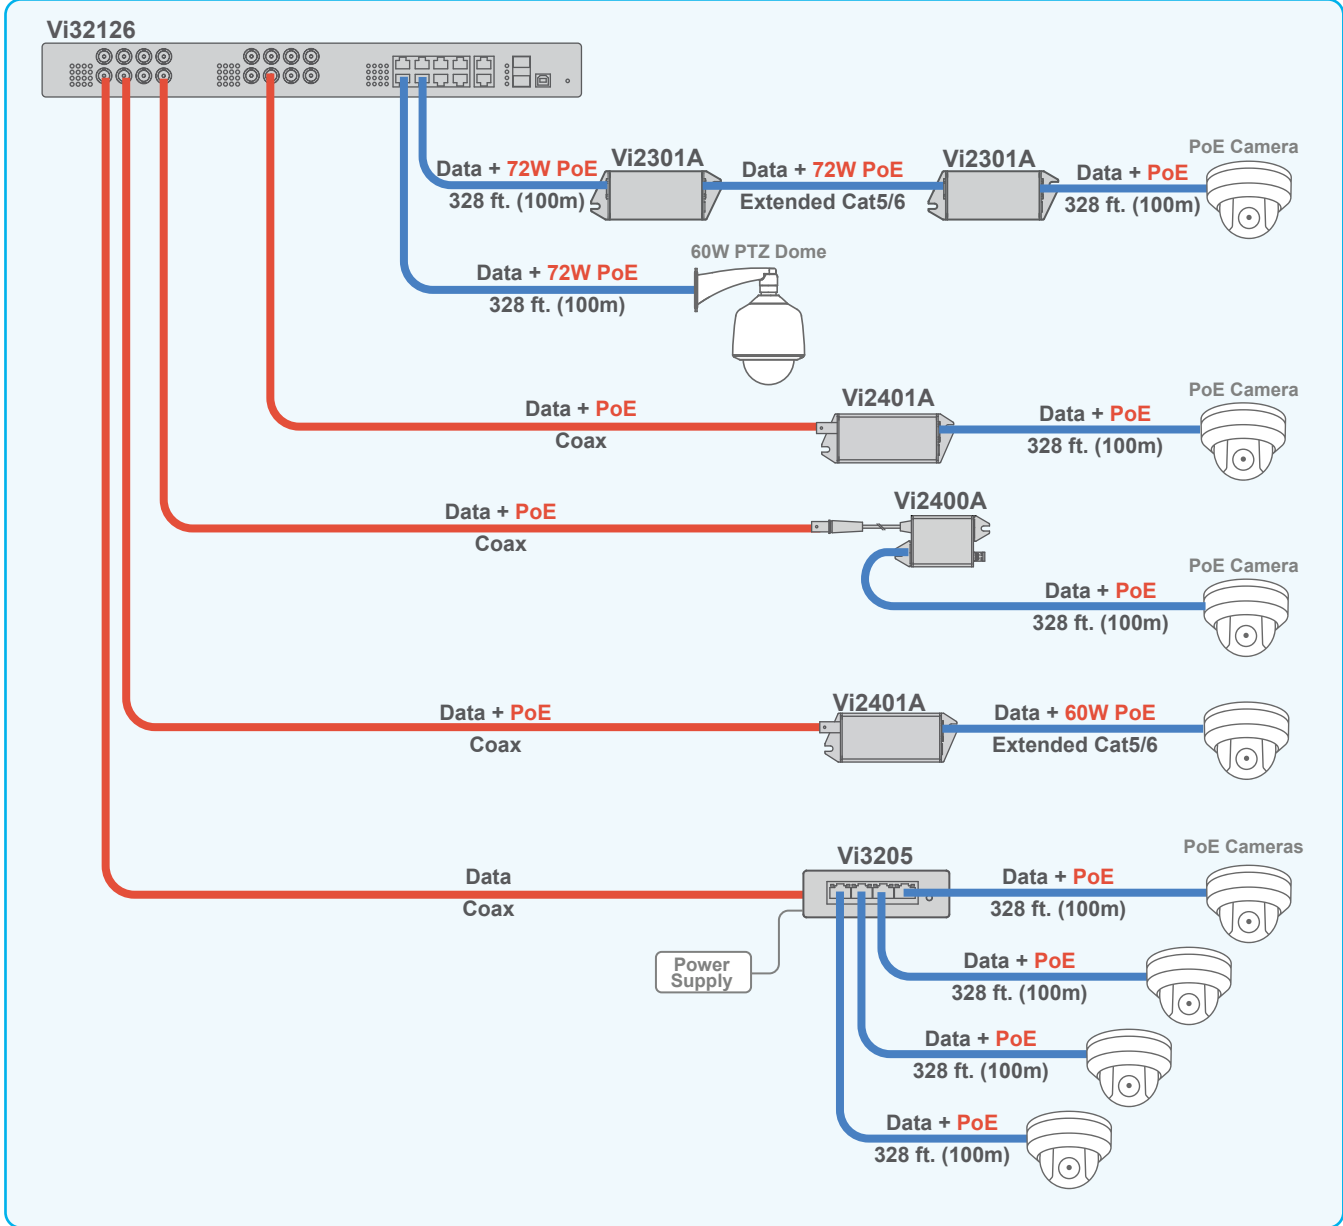 Vi32126
Vi2301A
Vi2301A
PoE Camera
Data + 72W PoE
328 ft. (100m)
Data + 72W PoE
Extended Cat5/6
Data + PoE
328 ft. (100m)
60W PTZ Dome
Data + 72W PoE
328 ft. (100m)
Vi2401A
PoE Camera
Data + PoE
Coax
Data + PoE
328 ft. (100m)
Vi2400A
Data + PoE
Coax
PoE Camera
Data + PoE
328 ft. (100m)
Vi2401A
Data + PoE
Coax
Data + 60W PoE
Extended Cat5/6
Vi3205
PoE Cameras
Data
Coax
Data + PoE
328 ft. (100m)
Power
Supply
Data + PoE
328 ft. (100m)
Data + PoE
328 ft. (100m)
Data + PoE
328 ft. (100m)